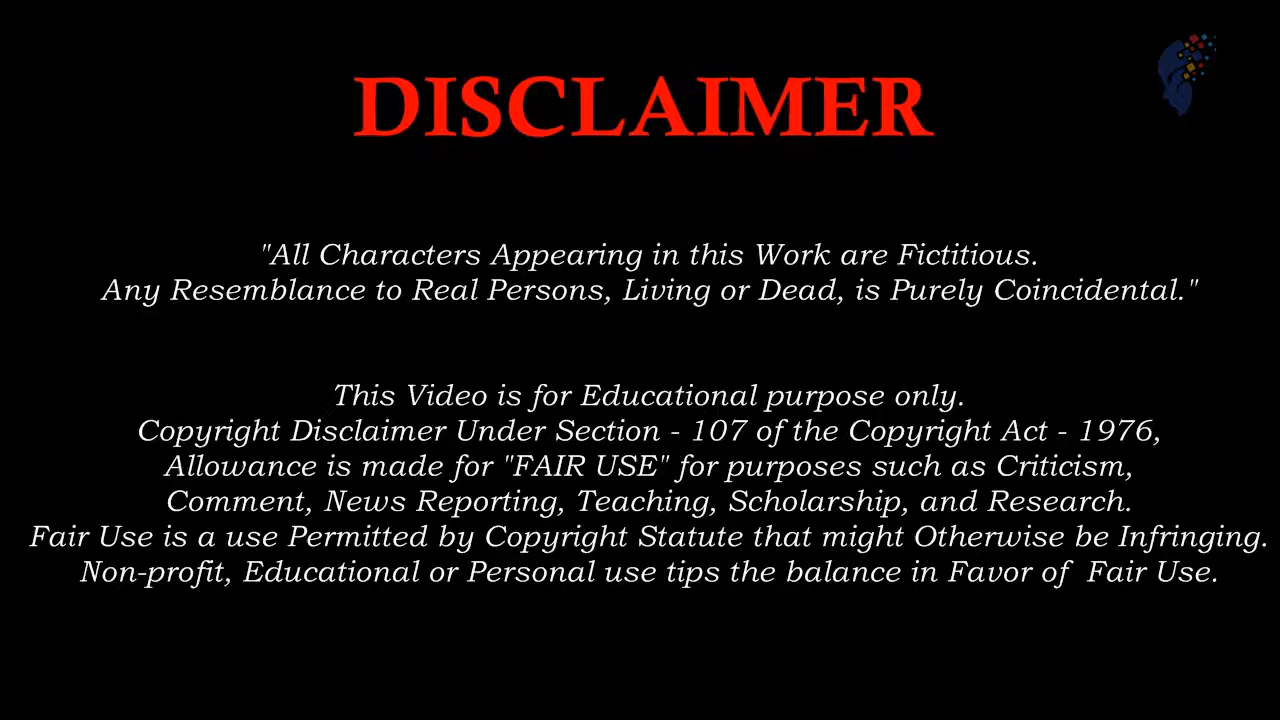 DISCLAIMER
"All Characters Appearing in this Work are Fictitious.
Any Resemblance to Real Persons, Living or Dead, is Purely Coincidental."
This Video is for Educational purpose only.
Copyright Disclaimer Under Section - 107 of the Copyright Act - 1976,
Allowance is made for "FAIR USE" for purposes such as Criticism,
Comment, News Reporting, Teaching, Scholarship, and Research.
Fair Use is a use Permitted by Copyright Statute that might Otherwise be Infringing.
Non-profit, Educational or Personal use tips the balance in Favor of  Fair Use.